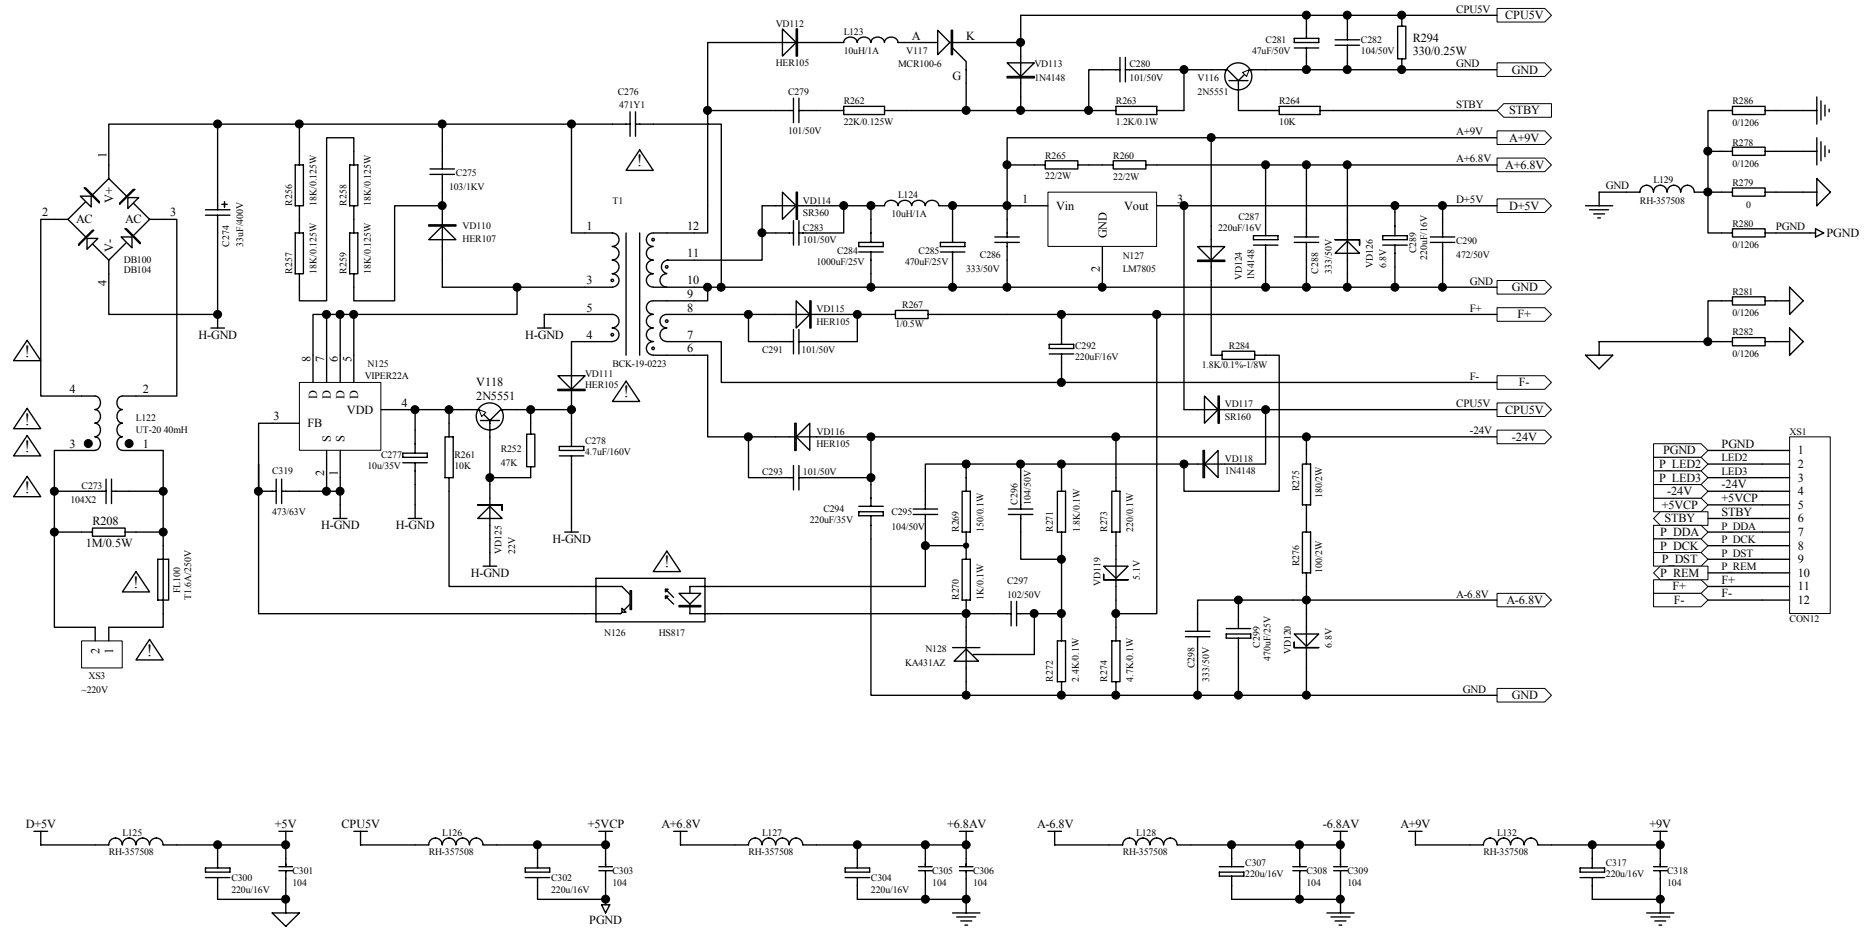 VD112
HER105
L123
10uH/1A
A
K
G
V117
MCR100-6
VD113
1N4148
C280
101/50V
V116
2N5551
C281
47uF/50V
C282
104/50V
R294
330/0.25W
CPU5V
CPU5V
GND
GND
C279
101/50V
R262
22K/0.125W
R263
1.2K/0.1W
R264
10K
STBY
STBY
C276
471Y1
A+9V
A+9V
R265
22/2W
R260
22/2W
A+6.8V
A+6.8V
1
2
3
4
AC
AC
V+
V-
DB100
DB104
C274
33uF/400V
+
H-GND
R256
18K/0.125W
R258
18K/0.125W
R257
18K/0.125W
R259
18K/0.125W
C275
103/1KV
VD110
HER107
T1
1
3
5
4
12
11
10
9
8
7
6
BCK-19-0223
VD114
SR360
C283
101/50V
L124
10uH/1A
C284
1000uF/25V
C285
470uF/25V
C286
333/50V
1
Vin
Vout
3
GND
2
N127
LM7805
VD124
1N4148
C287
220uF/16V
C288
333/50V
VD126
6.8V
C289
220uF/16V
C290
472/50V
D+5V
D+5V
GND
GND
VD115
HER105
C291
101/50V
R267
1/0.5W
C292
220uF/16V
R284
1.8K/0.1%-1/8W
F+
F+
F-
F-
VD117
SR160
CPU5V
CPU5V
VD116
HER105
C293
101/50V
-24V
-24V
VD118
1N4148
C294
220uF/35V
C295
104/50V
R269
150/0.1W
C296
104/50V
R271
1.8K/0.1W
R273
220/0.1W
R275
180/2W
R276
100/2W
VD119
5.1V
R270
1K/0.1W
C297
102/50V
N128
KA431AZ
R272
2.4K/0.1W
R274
4.7K/0.1W
C298
333/50V
C299
470uF/25V
VD120
6.8V
A-6.8V
A-6.8V
GND
GND
H-GND
VD111
HER105
V118
2N5551
N125
VIPER22A
8
7
6
5
D
D
D
D
VDD
4
3
FB
S
S
2
1
C277
10u/35V
R261
10K
R252
47K
C278
4.7uF/160V
VD125
22V
C319
473/63V
H-GND
H-GND
H-GND
H-GND
N126
HS817
4
2
3
1
L122
UT-20 40mH
C273
104X2
R208
1M/0.5W
FL100
T1.6A/250V
2
1
XS3
~220V
GND
L129
RH-357508
R286
0/1206
R278
0/1206
R279
0
R280
0/1206
PGND
PGND
R281
0/1206
R282
0/1206
XS1
PGND PGND 1
P_LED2 LED2 2
P_LED3 LED3 3
-24V -24V 4
+5VCP +5VCP 5
STBY STBY 6
P_DDA P_DDA 7
P_DCK P_DCK 8
P_DST P_DST 9
P_REM P_REM 10
F+ F+ 11
F- F- 12
CON12
D+5V
L125
RH-357508
+5V
C300
220u/16V
C301
104
CPU5V
L126
RH-357508
+5VCP
C302
220u/16V
C303
104
PGND
A+6.8V
L127
RH-357508
+6.8AV
C304
220u/16V
C305
104
C306
104
A-6.8V
L128
RH-357508
-6.8AV
C307
220u/16V
C308
104
C309
104
A+9V
L132
RH-357508
+9V
C317
220u/16V
C318
104